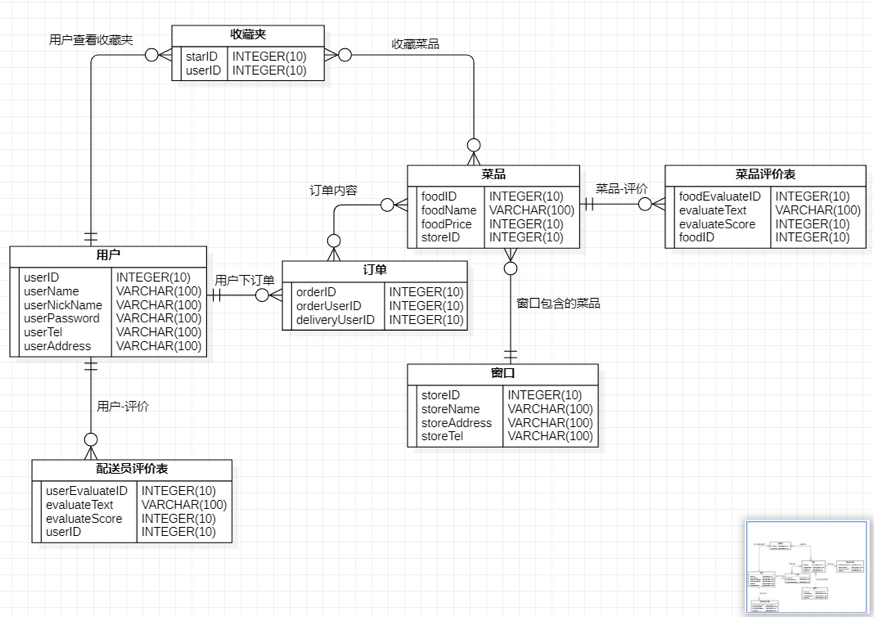 收藏夹
starID INTEGER(10)
userID INTEGER(10)
用户查看收藏夹
收藏菜品
菜品
foodID INTEGER(10)
foodName VARCHAR(100)
foodPrice INTEGER(10)
storeID INTEGER(10)
菜品-评价
菜品评价表
foodEvaluateID INTEGER(10)
evaluateText VARCHAR(100)
evaluateScore INTEGER(10)
foodID INTEGER(10)
订单内容
用户
userID INTEGER(10)
userName VARCHAR(100)
userNickName VARCHAR(100)
userPassword VARCHAR(100)
userTel VARCHAR(100)
userAddress VARCHAR(100)
用户下订单
订单
orderID INTEGER(10)
orderUserID INTEGER(10)
deliveryUserID INTEGER(10)
窗口包含的菜品
窗口
storeID INTEGER(10)
storeName VARCHAR(100)
storeAddress VARCHAR(100)
storeTel VARCHAR(100)
用户-评价
配送员评价表
userEvaluateID INTEGER(10)
evaluateText VARCHAR(100)
evaluateScore INTEGER(10)
userID INTEGER(10)